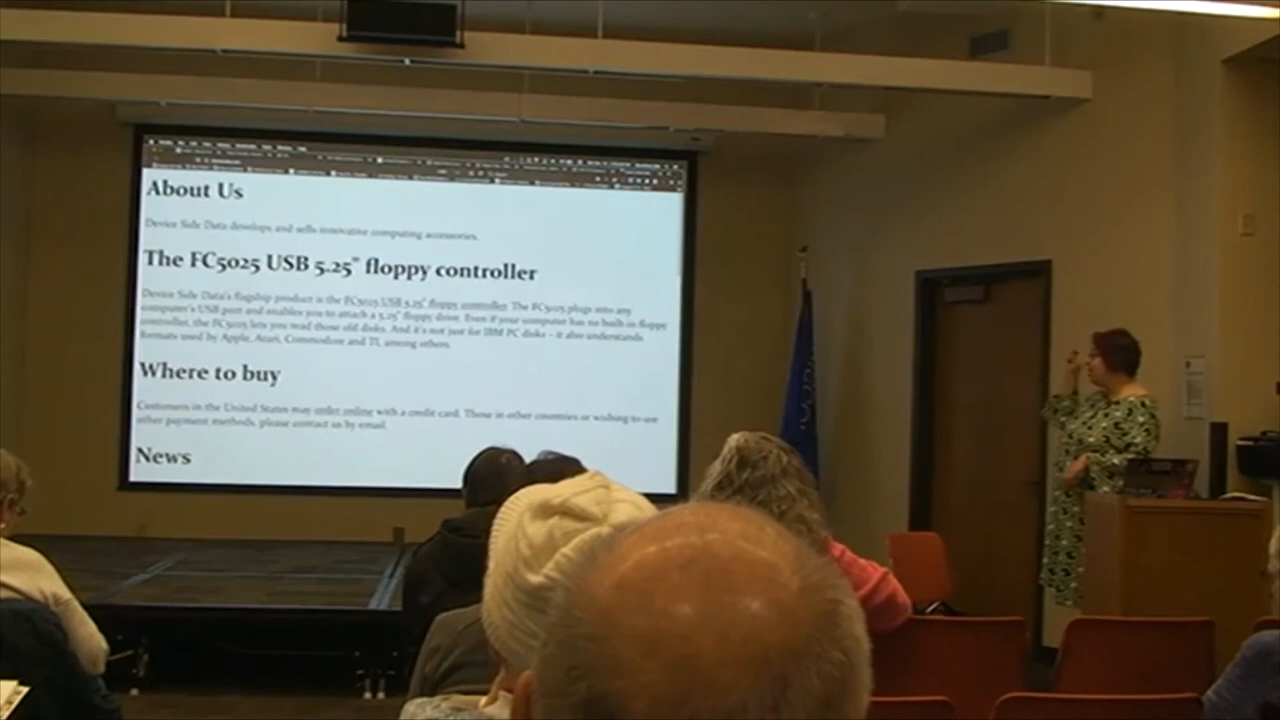 About Us
Device Side Data develops and sells innovative computing accessories.
The FC5025 USB 5.25" floppy controller
Device Side Data's flagship product is the FC5025 USB 5.25" floppy controller. The FC5025 plugs into any
computer's USB port and enables you to attach a 5.25" floppy drive. Even if your computer has no built-in floppy
controller, the FC5025 lets you read those old disks. And it's not just for IBM PC disks – it also understands
formats used by Apple, Atari, Commodore and TI, among others.
Where to buy
Customers in the United States may order online with a credit card. Those in other countries or wishing to use
other payment methods, please contact us by email.
News